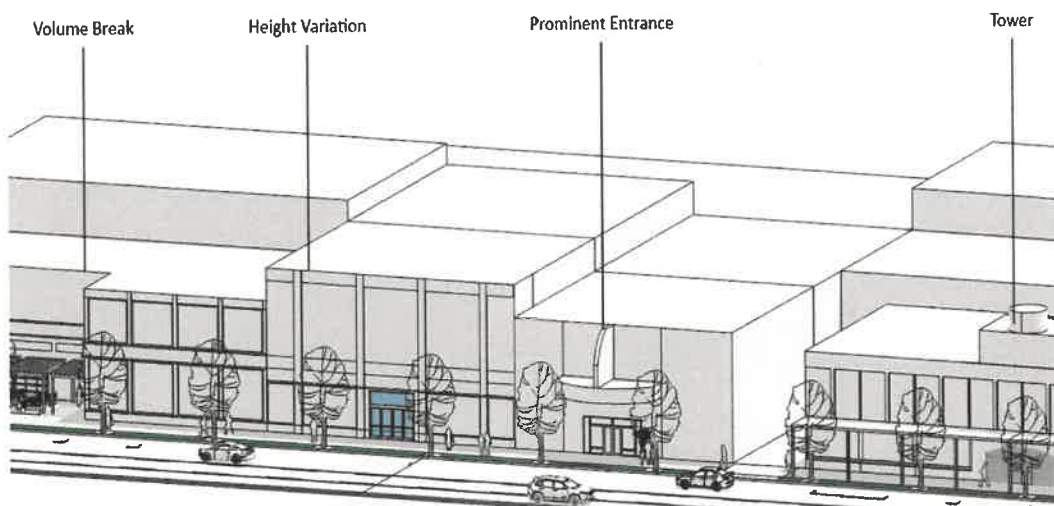 Volume Break
Height Variation
Prominent Entrance
Tower